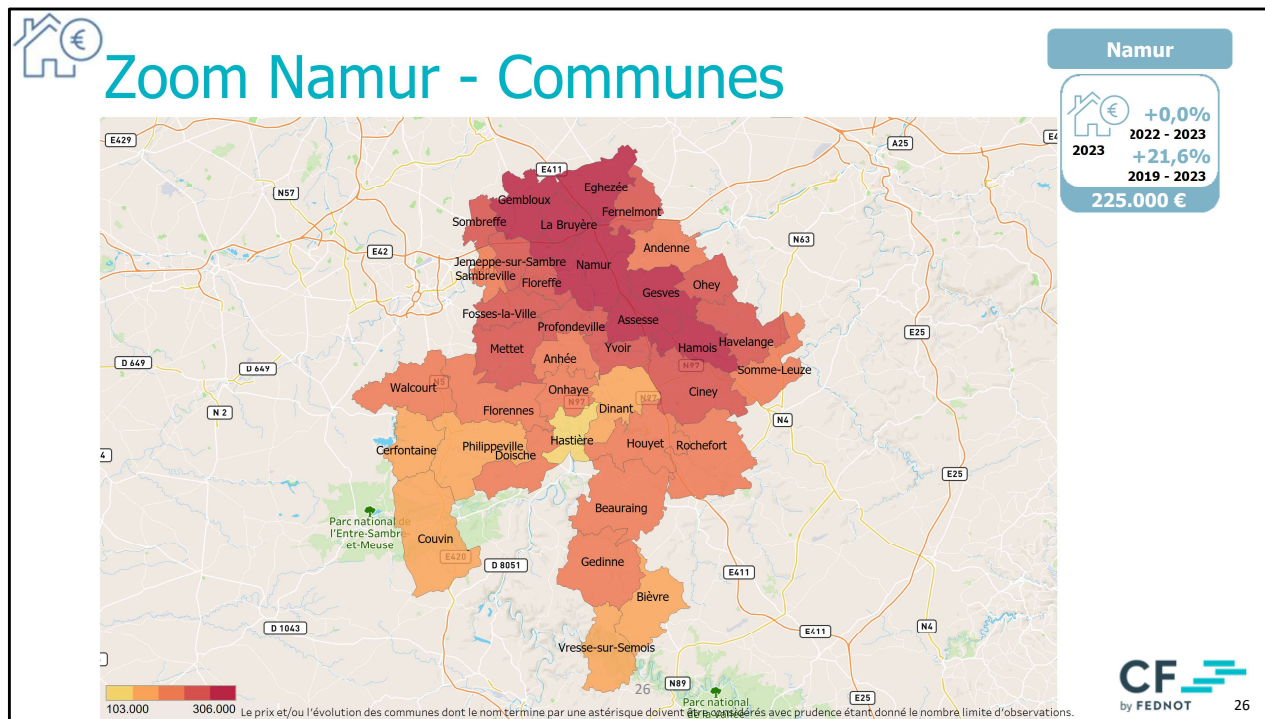 Zoom Namur - Communes
Namur
+0,0%
2022 - 2023
2023
+21,6%
2019 - 2023
225.000 €
E429
E411
A25
N57
Eghezée
Gembloux
Fernelmont
Sombreffe
La Bruyère
N63
E42
Andenne
Jemeppe-sur-Sambre
Namur
Sambreville
Floreffe
Gesves
Ohey
Fosses-la-Ville
Assesse
Profondeville
E25
Mettet
Yvoir
Hamois
Havelange
Anhée
D 649
D 649
N97
Somme-Leuze
Walcourt
N5
Onhaye
Ciney
N97
N97
Dinant
N 2
Florennes
N4
Hastière
Houyet
Rochefort
Cerfontaine
Philippeville
Doische
4
E25
Beauraing
Parc national de
l'Entre-Sambre-
et-Meuse
Couvin
E420
D 8051
Gedinne
E411
Bièvre
D 1043
E411
N4
Vresse-sur-Semois
26
N89
E25
103.000
306.000
Le prix et/ou l'évolution des communes dont le nom termine par une astérisque doivent être considérés avec prudence étant donné le nombre limite d'observations.
CF
by FEDNOT
26